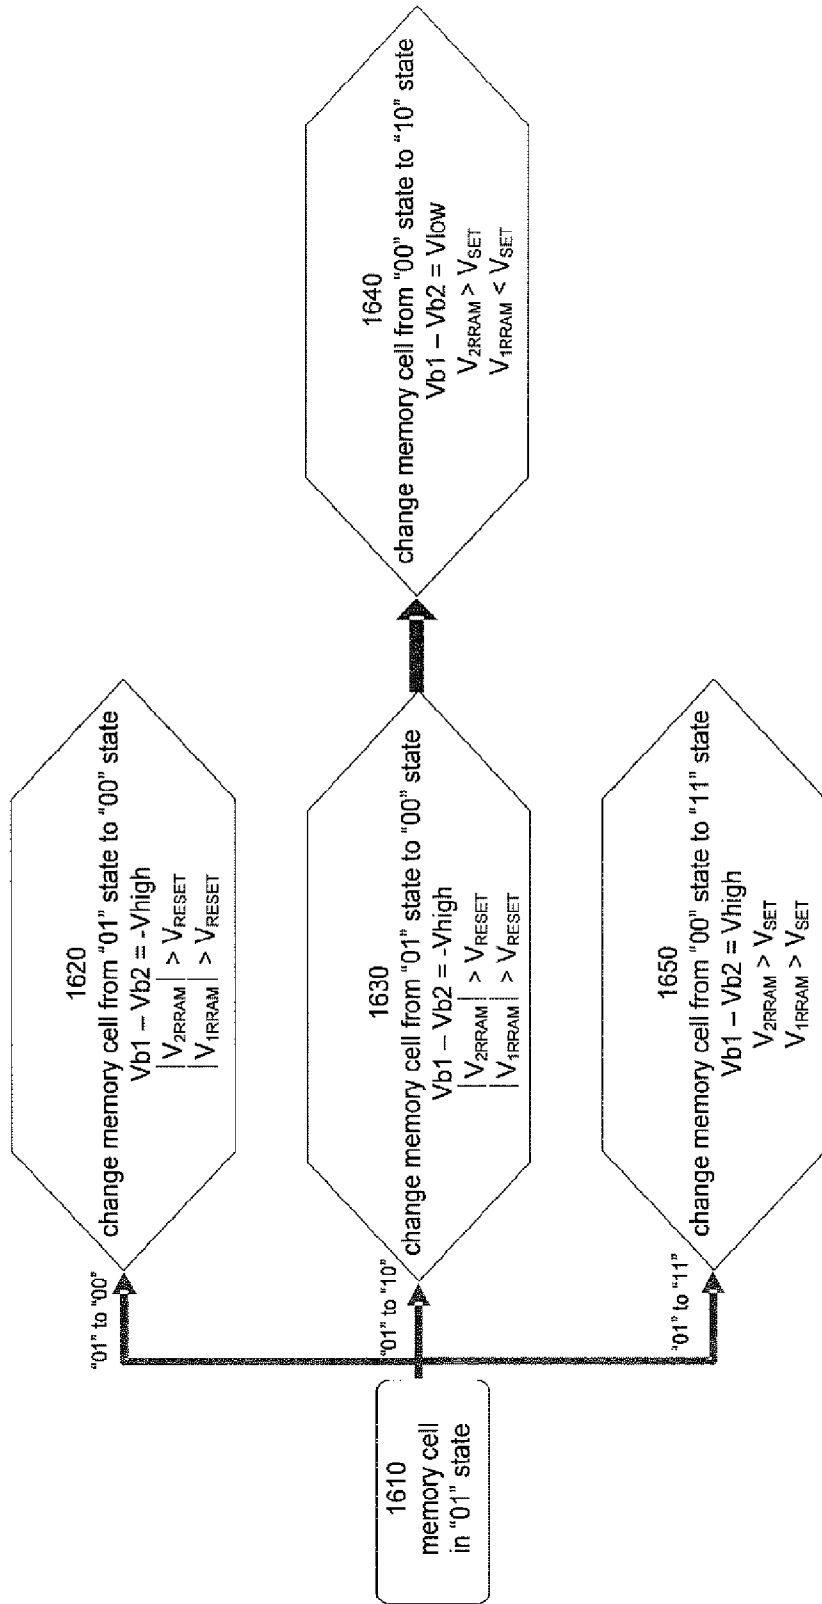 1610
memory cell
in "01" state
"01" to "00"
1620
change memory cell from "01" state to "00" state
Vb1 – Vb2 = -Vhigh
| V2RRAM | > VRESET
| V1RRAM | > VRESET
"01" to "10"
1630
change memory cell from "01" state to "00" state
Vb1 – Vb2 = -Vhigh
| V2RRAM | > VRESET
| V1RRAM | > VRESET
1640
change memory cell from "00" state to "10" state
Vb1 – Vb2 = Vlow
V2RRAM > VSET
V1RRAM < VSET
"01" to "11"
1650
change memory cell from "00" state to "11" state
Vb1 – Vb2 = Vhigh
V2RRAM > VSET
V1RRAM > VSET